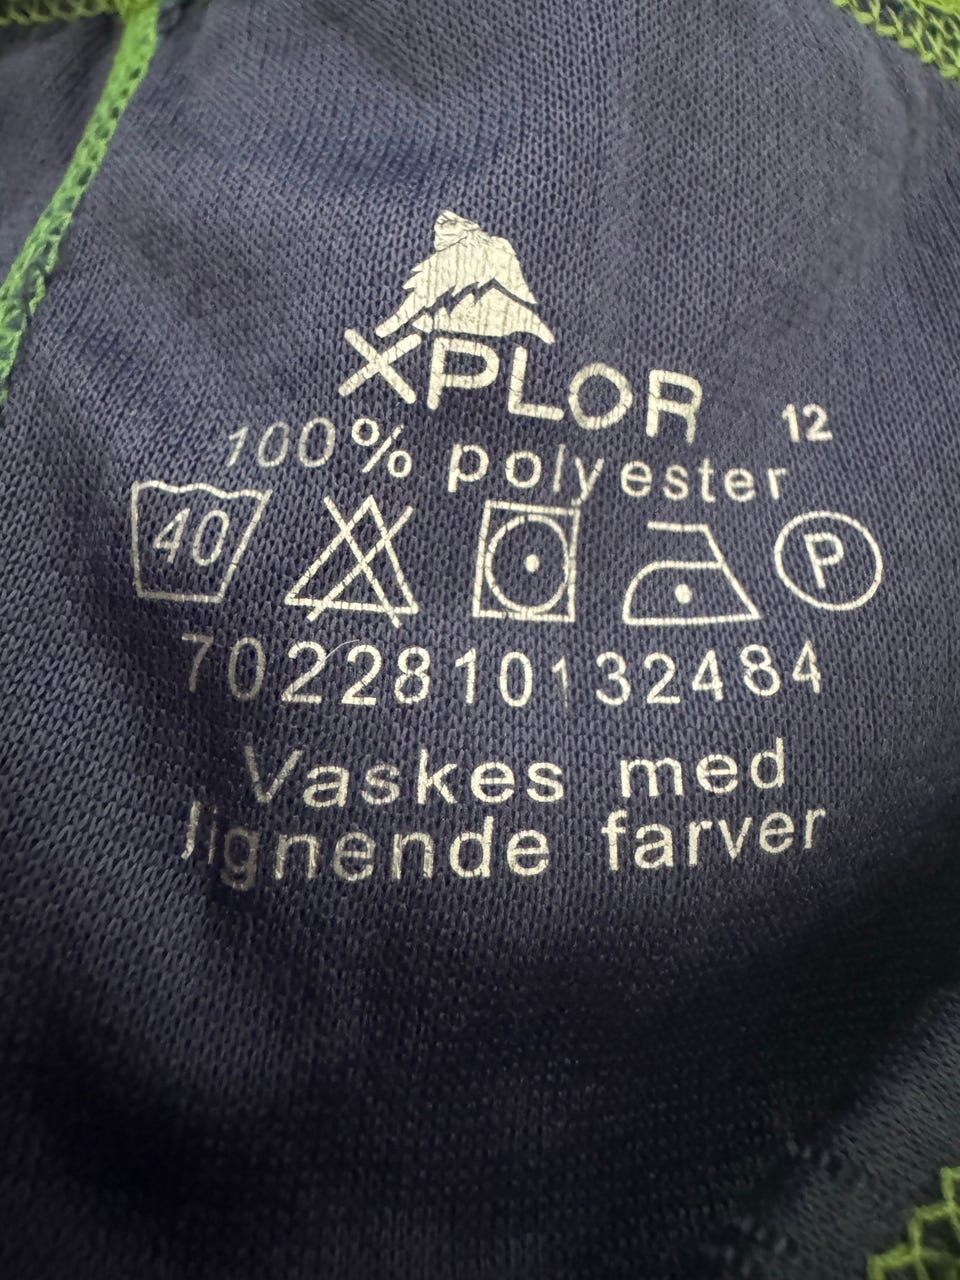 XPLOR
12
100% polyester
40
P
7022810132484
Vaskes med
lignende farver